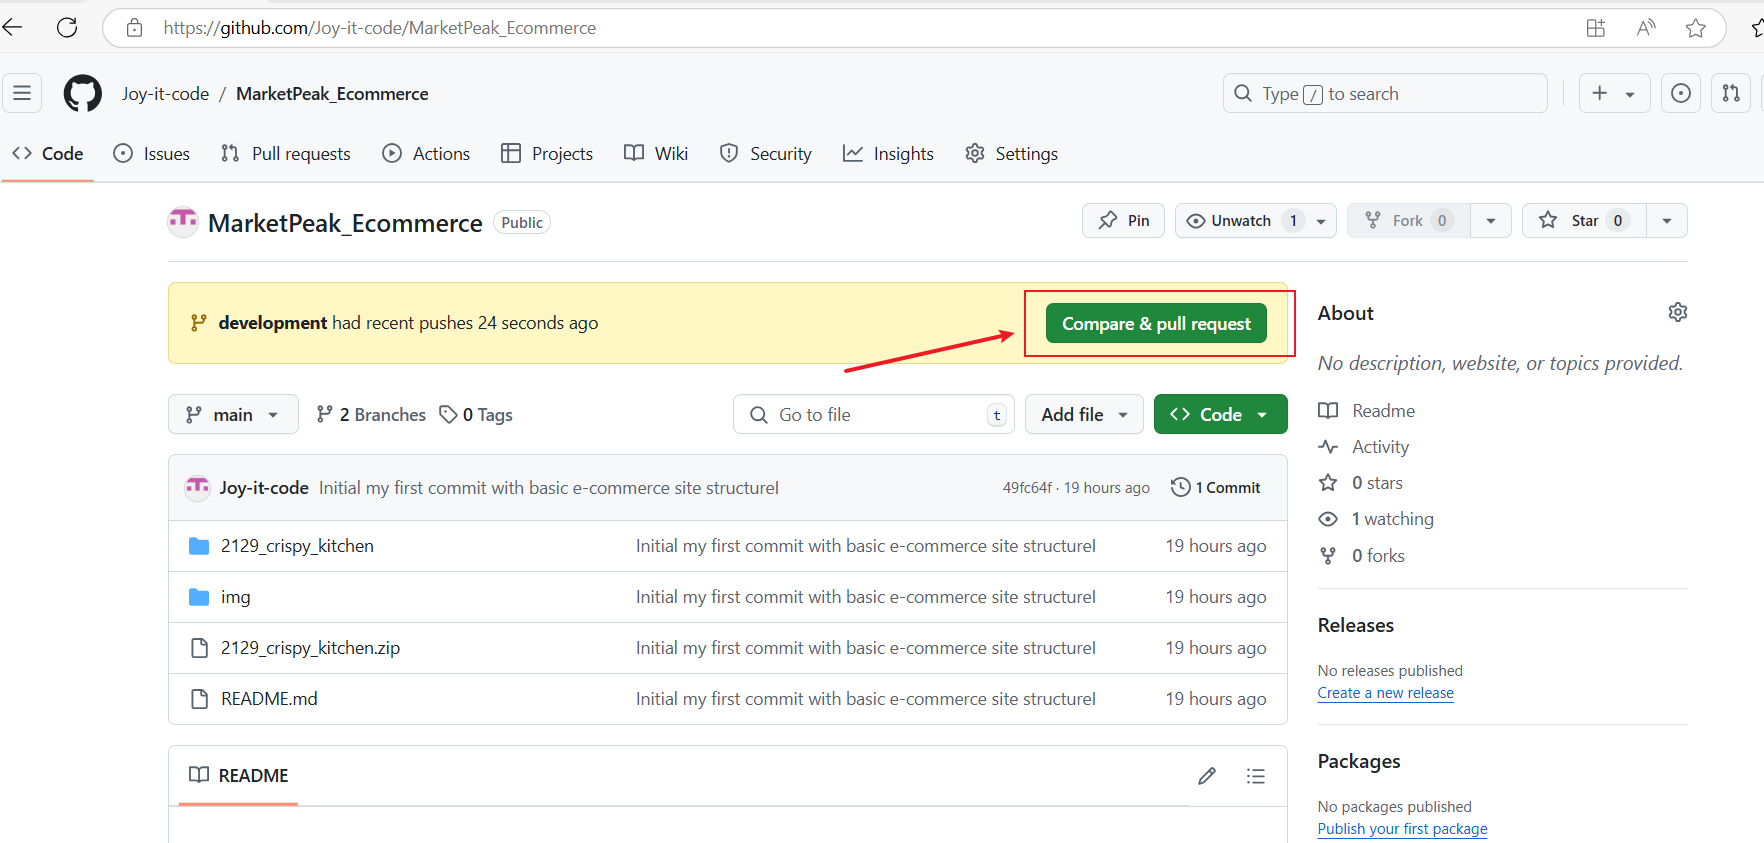 https://github.com/Joy-it-code/MarketPeak_Ecommerce
Joy-it-code / MarketPeak_Ecommerce
Type / to search
Code Issues Pull requests Actions Projects Wiki Security Insights Settings
MarketPeak_Ecommerce Public
Pin Unwatch 1 Fork 0 Star 0
development had recent pushes 24 seconds ago
Compare & pull request
main 2 Branches 0 Tags
Go to file t
Add file
Code
Joy-it-code Initial my first commit with basic e-commerce site structurel 49fc64f · 19 hours ago 1 Commit
2129_crispy_kitchen Initial my first commit with basic e-commerce site structurel 19 hours ago
img Initial my first commit with basic e-commerce site structurel 19 hours ago
2129_crispy_kitchen.zip Initial my first commit with basic e-commerce site structurel 19 hours ago
README.md Initial my first commit with basic e-commerce site structurel 19 hours ago
README
About
No description, website, or topics provided.
Readme
Activity
0 stars
1 watching
0 forks
Releases
No releases published
Create a new release
Packages
No packages published
Publish your first package